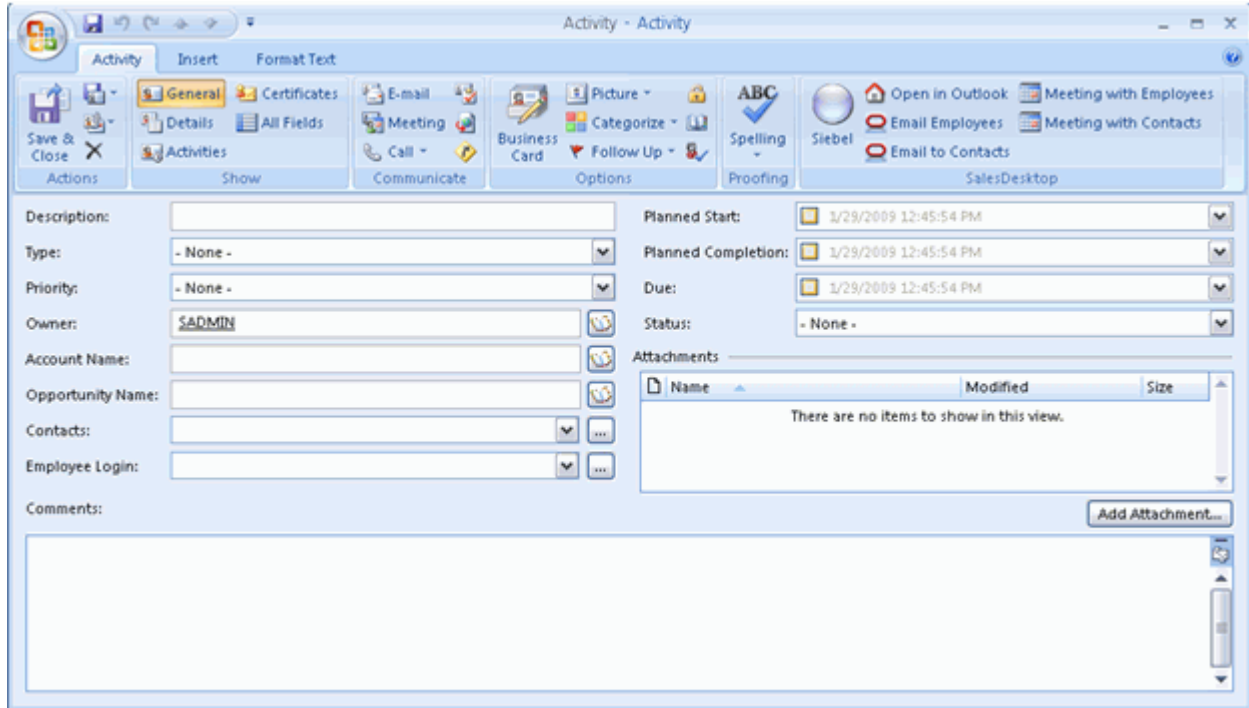 Activity - Activity
Activity Insert Format Text
Save & Close
Actions
General Certificates
Details All Fields
Activities
Show
E-mail
Meeting
Call
Communicate
Business Card
Picture
Categorize
Follow Up
Options
ABC
Spelling
Proofing
Siebel
Open in Outlook Meeting with Employees
Email Employees Meeting with Contacts
Email to Contacts
SalesDesktop
Description: Planned Start: 1/29/2009 12:45:54 PM
Type: - None - Planned Completion: 1/29/2009 12:45:54 PM
Priority: - None - Due: 1/29/2009 12:45:54 PM
Owner: SADMIN Status: - None -
Account Name: Attachments
Opportunity Name: Name Modified Size
Contacts: There are no items to show in this view.
Employee Login:
Comments: Add Attachment...